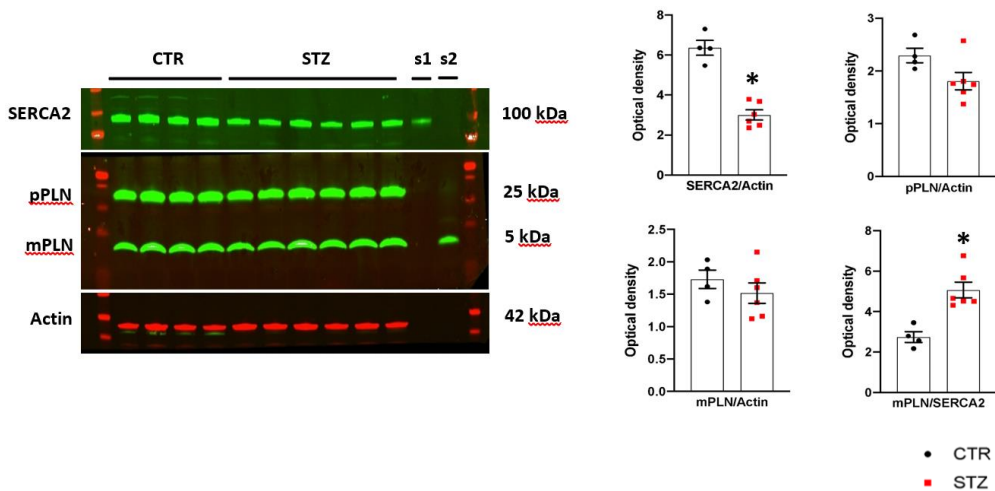 CTR STZ s1 s2
SERCA2 100 kDa
pPLN 25 kDa
mPLN 5 kDa
Actin 42 kDa
Optical density
8
6
4
2
0
*
SERCA2/Actin
Optical density
3
2
1
0
pPLN/Actin
Optical density
2.5
2.0
1.5
1.0
0.5
0.0
mPLN/Actin
Optical density
8
6
4
2
0
*
mPLN/SERCA2
CTR
STZ